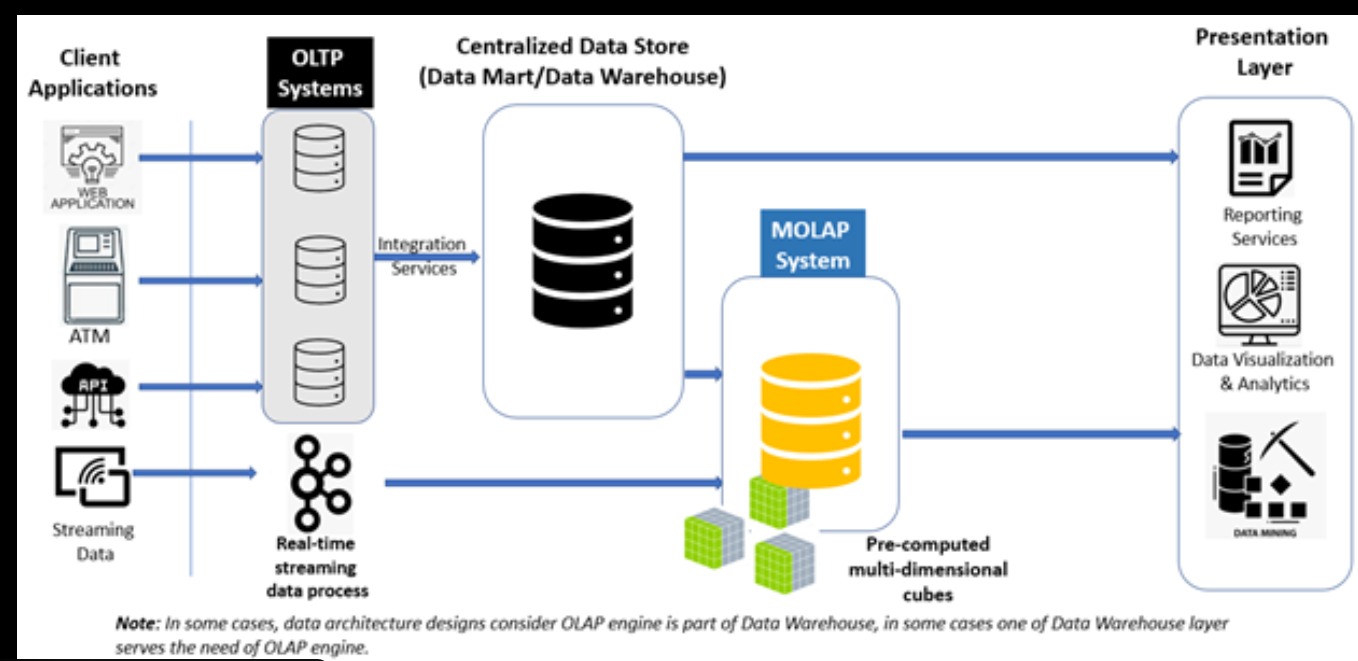 Client
Applications
OLTP
Systems
Centralized Data Store
(Data Mart/Data Warehouse)
Presentation
Layer
WEB
APPLICATION
ATM
API
Streaming
Data
Integration
Services
Real-time
streaming
data process
MOLAP
System
Pre-computed
multi-dimensional
cubes
Reporting
Services
Data Visualization
& Analytics
DATA MINING
Note: In some cases, data architecture designs consider OLAP engine is part of Data Warehouse, in some cases one of Data Warehouse layer
serves the need of OLAP engine.